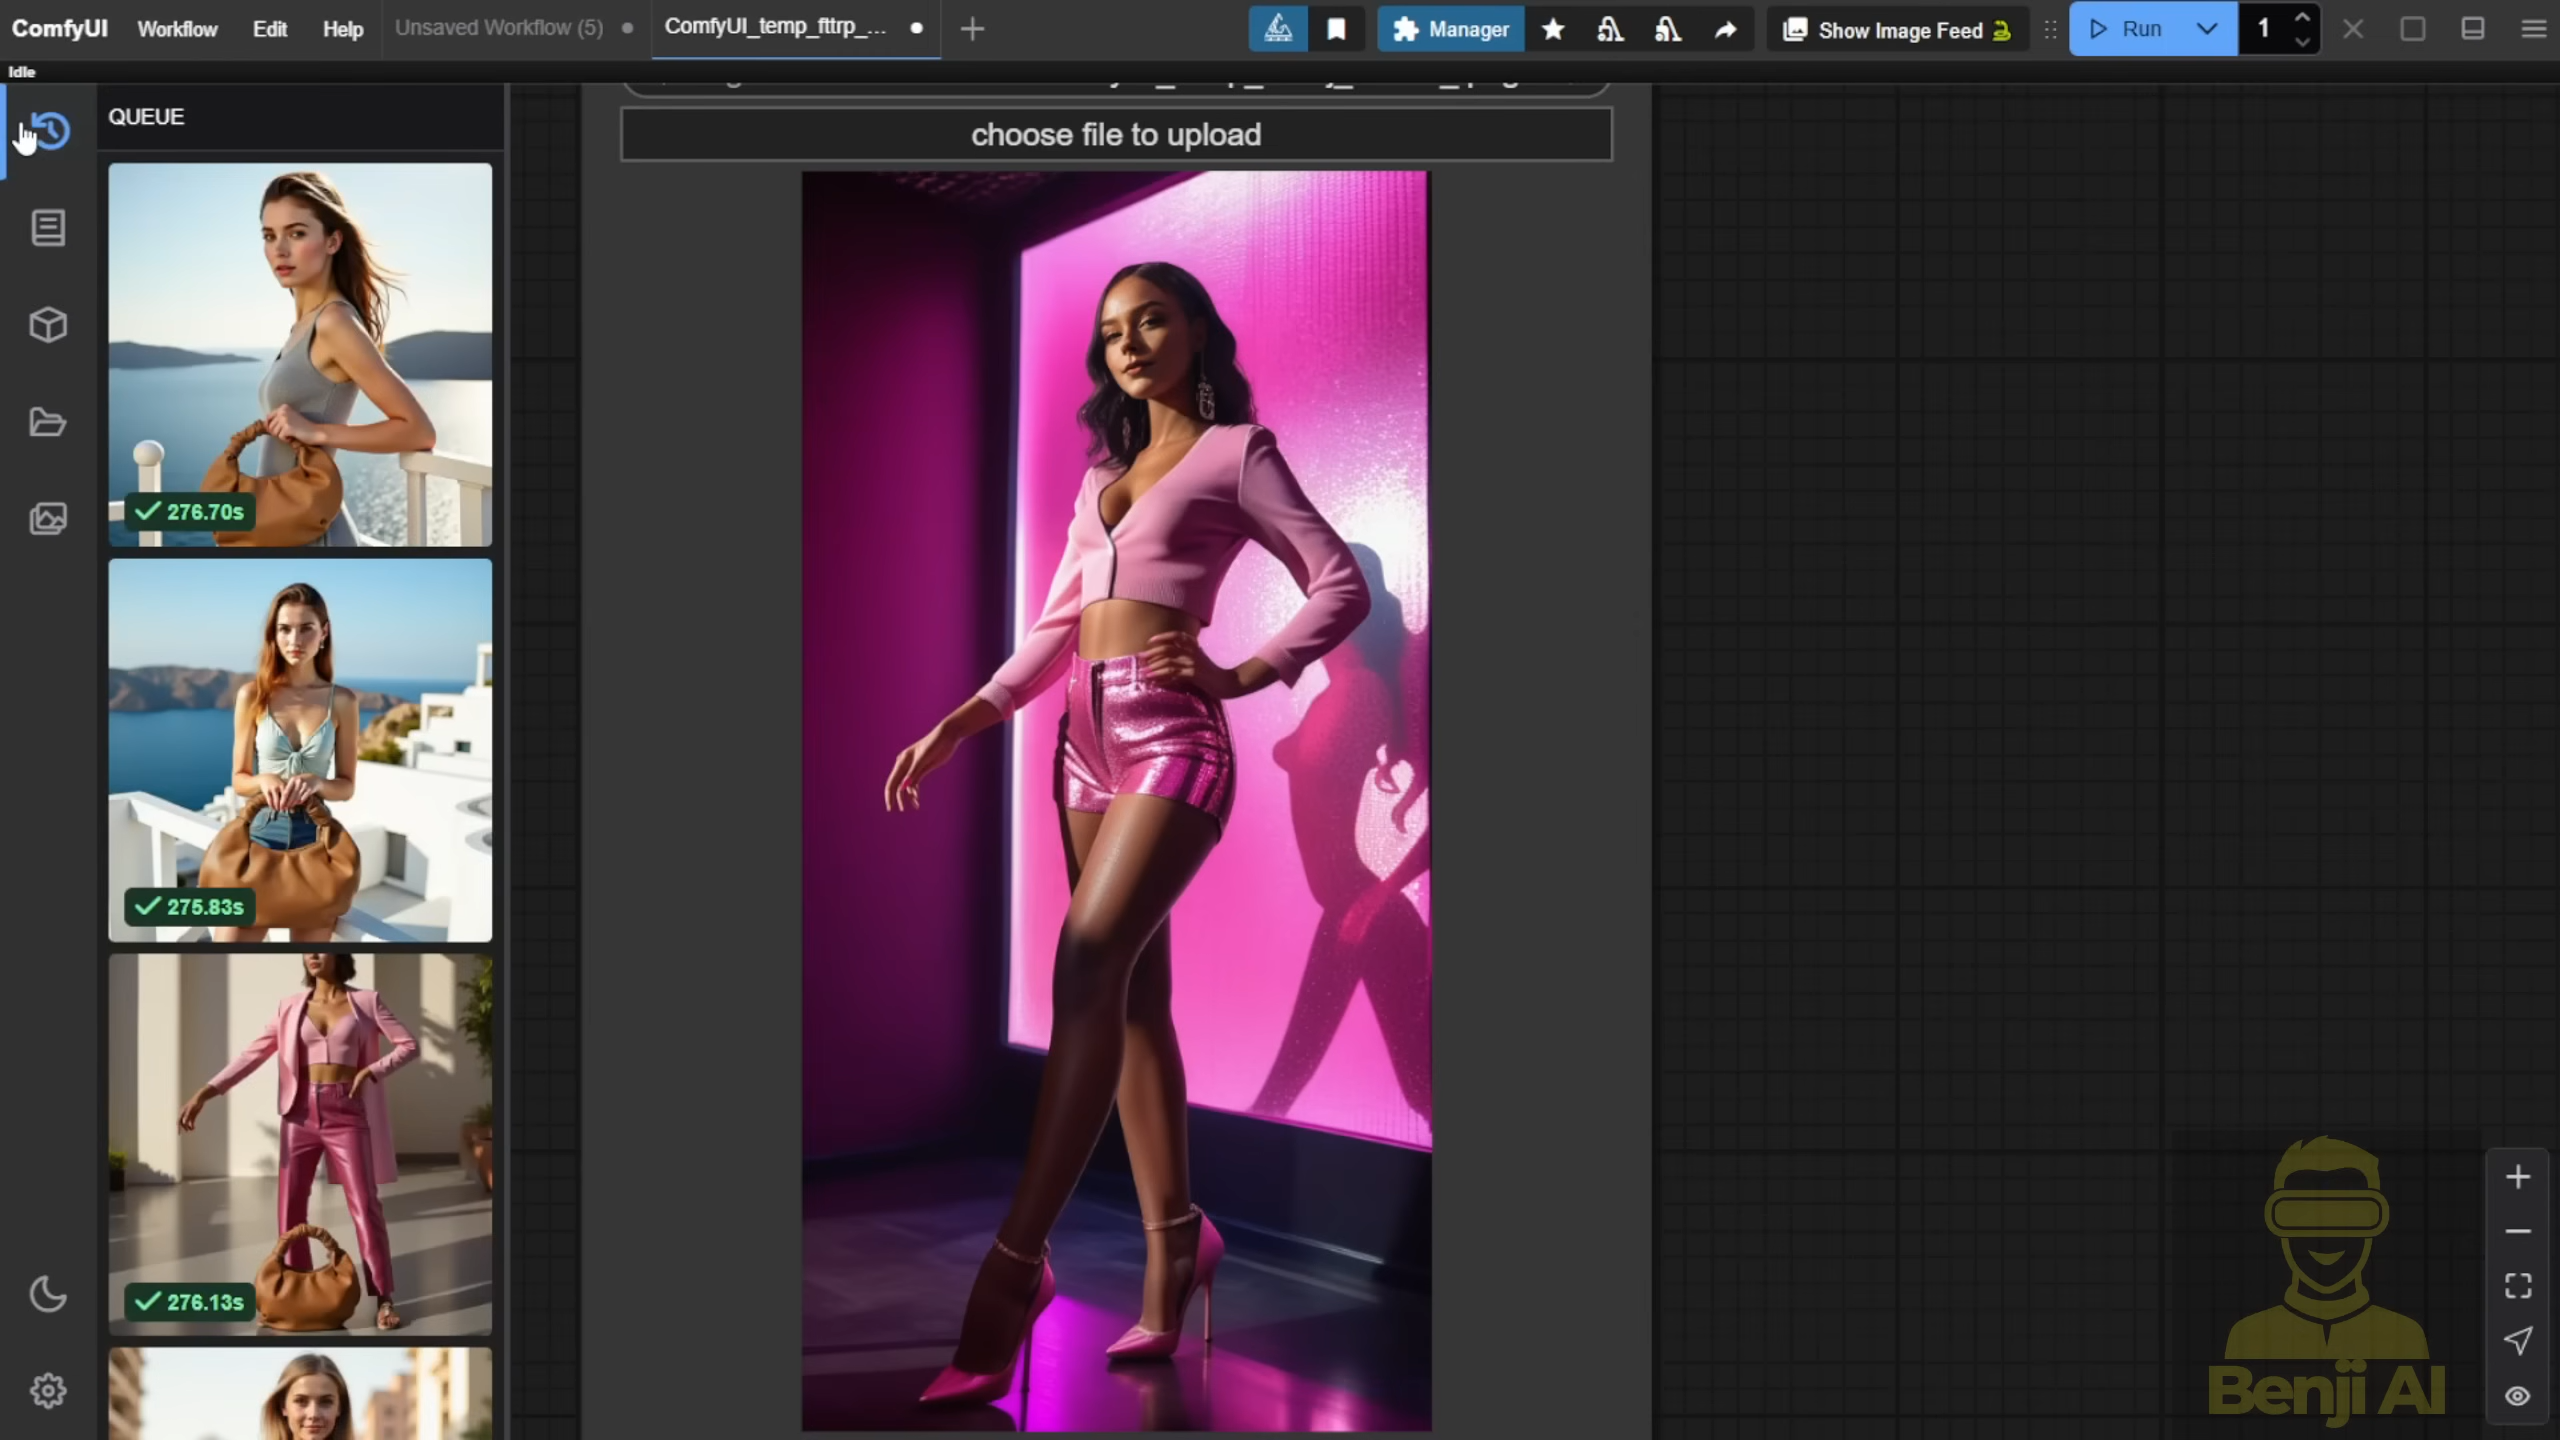 ComfyUI Workflow Edit Help Unsaved Workflow (5) ComfyUI_temp_fttrp_... Manager Show Image Feed Run 1
Idle
QUEUE
choose file to upload
276.70s
275.83s
276.13s
Benji AI